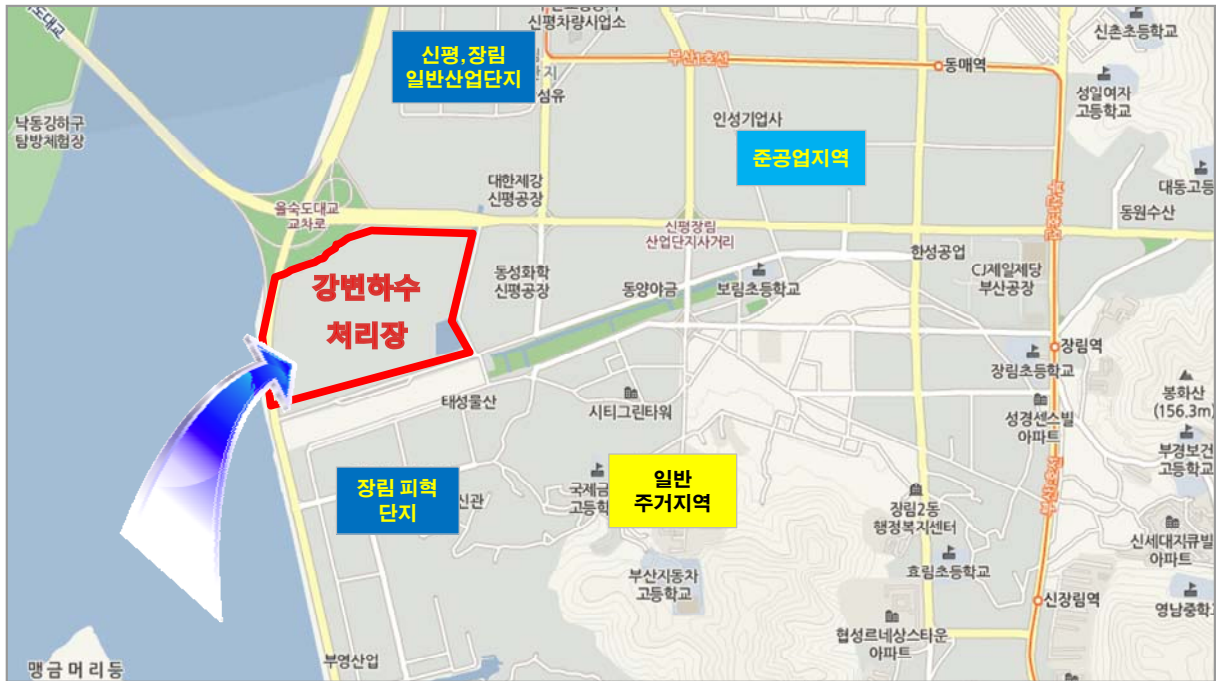 신평차량사업소
신촌초등학교
신평,장림
일반산업단지
부산1호선
동매역
성일여자
고등학교
낙동강하구
탐방체험장
섬유
인성기업사
준공업지역
대한제강
신평공장
대동고등
을숙도대교
교차로
동원수산
신평장림
산업단지사거리
한성공업
강변하수
처리장
동성화학
신평공장
동양야금
보림초등학교
CJ제일제당
부산공장
장림역
장림초등학교
봉화산
(156.3m)
태성물산
시티그린타워
성경센스빌
아파트
부경보건
고등학교
장림 피혁
단지
신관
국제금
고등학
일반
주거지역
장림2동
행정복지센터
신세대지큐빌
아파트
효림초등학교
부산자동차
고등학교
신장림역
영남중학
협성르네상스타운
아파트
부영산업
맹금머리등